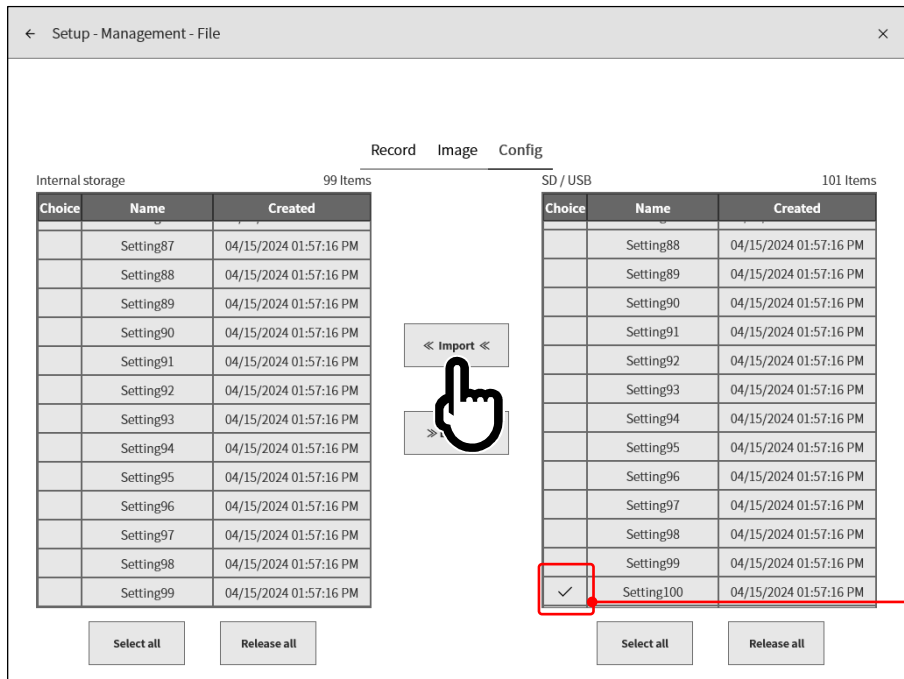 ← Setup - Management - File ×
Record Image Config
Internal storage 99 Items
Choice Name Created
Setting87 04/15/2024 01:57:16 PM
Setting88 04/15/2024 01:57:16 PM
Setting89 04/15/2024 01:57:16 PM
Setting90 04/15/2024 01:57:16 PM
Setting91 04/15/2024 01:57:16 PM
Setting92 04/15/2024 01:57:16 PM
Setting93 04/15/2024 01:57:16 PM
Setting94 04/15/2024 01:57:16 PM
Setting95 04/15/2024 01:57:16 PM
Setting96 04/15/2024 01:57:16 PM
Setting97 04/15/2024 01:57:16 PM
Setting98 04/15/2024 01:57:16 PM
Setting99 04/15/2024 01:57:16 PM
Select all Release all
≪ Import ≪
≫
SD / USB 101 Items
Choice Name Created
Setting88 04/15/2024 01:57:16 PM
Setting89 04/15/2024 01:57:16 PM
Setting90 04/15/2024 01:57:16 PM
Setting91 04/15/2024 01:57:16 PM
Setting92 04/15/2024 01:57:16 PM
Setting93 04/15/2024 01:57:16 PM
Setting94 04/15/2024 01:57:16 PM
Setting95 04/15/2024 01:57:16 PM
Setting96 04/15/2024 01:57:16 PM
Setting97 04/15/2024 01:57:16 PM
Setting98 04/15/2024 01:57:16 PM
Setting99 04/15/2024 01:57:16 PM
✓ Setting100 04/15/2024 01:57:16 PM
Select all Release all